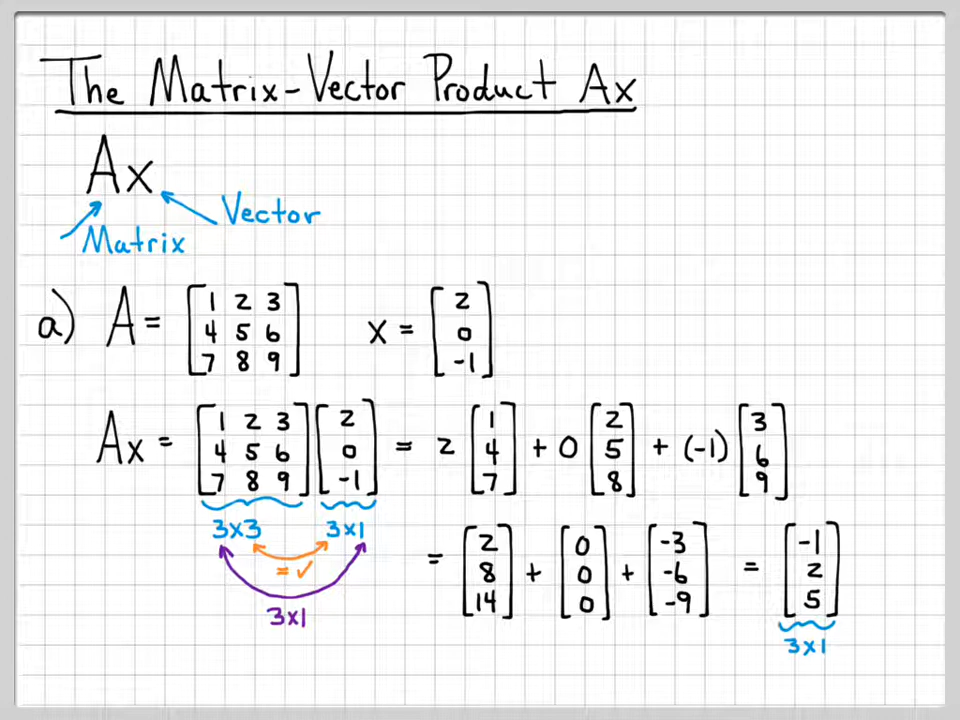 The Matrix-Vector Product Ax
Ax
Vector
Matrix
a) A = [1 2 3; 4 5 6; 7 8 9] x = [2; 0; -1]
Ax = [1 2 3; 4 5 6; 7 8 9] [2; 0; -1] = 2 [1; 4; 7] + 0 [2; 5; 8] + (-1) [3; 6; 9]
3x3 3x1
= ✓
3x1
= [2; 8; 14] + [0; 0; 0] + [-3; -6; -9] = [-1; 2; 5]
3x1